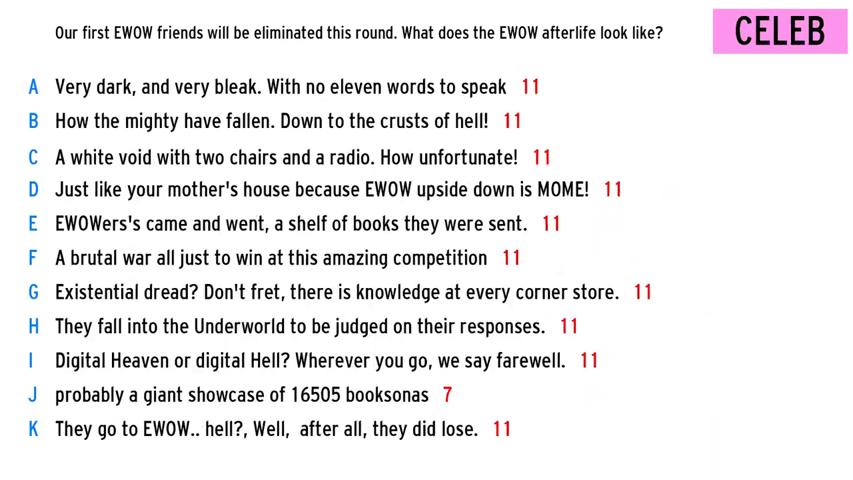 Our first EWOW friends will be eliminated this round. What does the EWOW afterlife look like?
CELEB
A Very dark, and very bleak. With no eleven words to speak 11
B How the mighty have fallen. Down to the crusts of hell! 11
C A white void with two chairs and a radio. How unfortunate! 11
D Just like your mother's house because EWOW upside down is MOME! 11
E EWOWers's came and went, a shelf of books they were sent. 11
F A brutal war all just to win at this amazing competition 11
G Existential dread? Don't fret, there is knowledge at every corner store. 11
H They fall into the Underworld to be judged on their responses. 11
I Digital Heaven or digital Hell? Wherever you go, we say farewell. 11
J probably a giant showcase of 16505 booksonas 7
K They go to EWOW.. hell?, Well,  after all, they did lose. 11